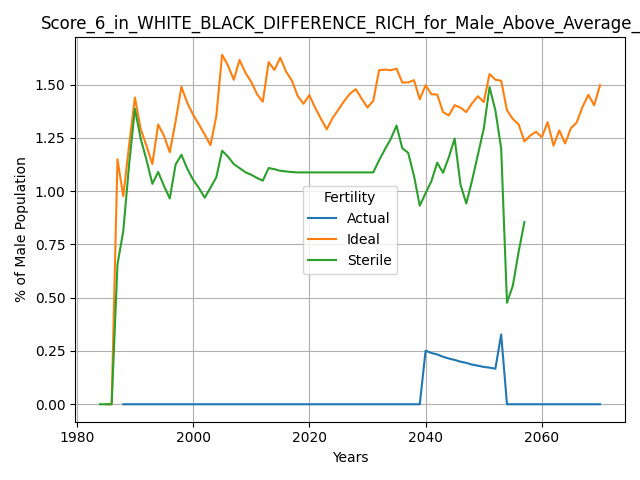 Score_6_in_WHITE_BLACK_DIFFERENCE_RICH_for_Male_Above_Average_
% of Male Population
1.50
1.25
1.00
0.75
0.50
0.25
0.00
Fertility
Actual
Ideal
Sterile
1980
2000
2020
2040
2060
Years